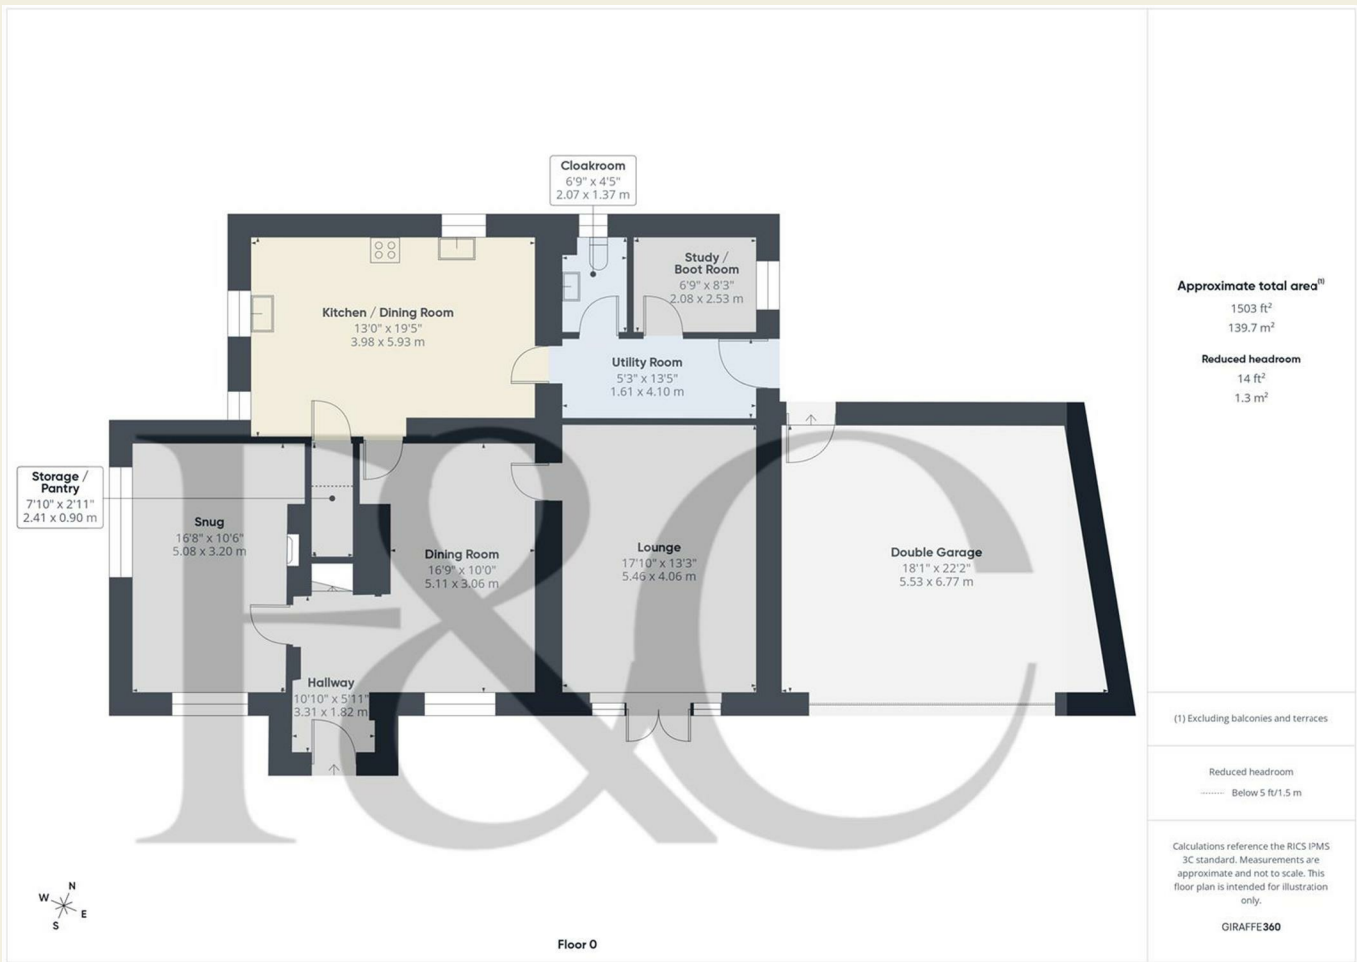 Cloakroom
6'9" x 4'5"
2.07 x 1.37 m
Kitchen / Dining Room
13'0" x 19'5"
3.98 x 5.93 m
Study /
Boot Room
6'9" x 8'3"
2.08 x 2.53 m
Utility Room
5'3" x 13'5"
1.61 x 4.10 m
Storage /
Pantry
7'10" x 2'11"
2.41 x 0.90 m
Snug
16'8" x 10'6"
5.08 x 3.20 m
Dining Room
16'9" x 10'0"
5.11 x 3.06 m
Lounge
17'10" x 13'3"
5.46 x 4.06 m
Double Garage
18'1" x 22'2"
5.53 x 6.77 m
Hallway
10'10" x 5'11"
3.31 x 1.82 m
F&C
N
W
E
S
Floor 0
Approximate total area(1)
1503 ft²
139.7 m²
Reduced headroom
14 ft²
1.3 m²
(1) Excluding balconies and terraces
Reduced headroom
Below 5 ft/1.5 m
Calculations reference the RICS IPMS
3C standard. Measurements are
approximate and not to scale. This
floor plan is intended for illustration
only.
GIRAFFE360